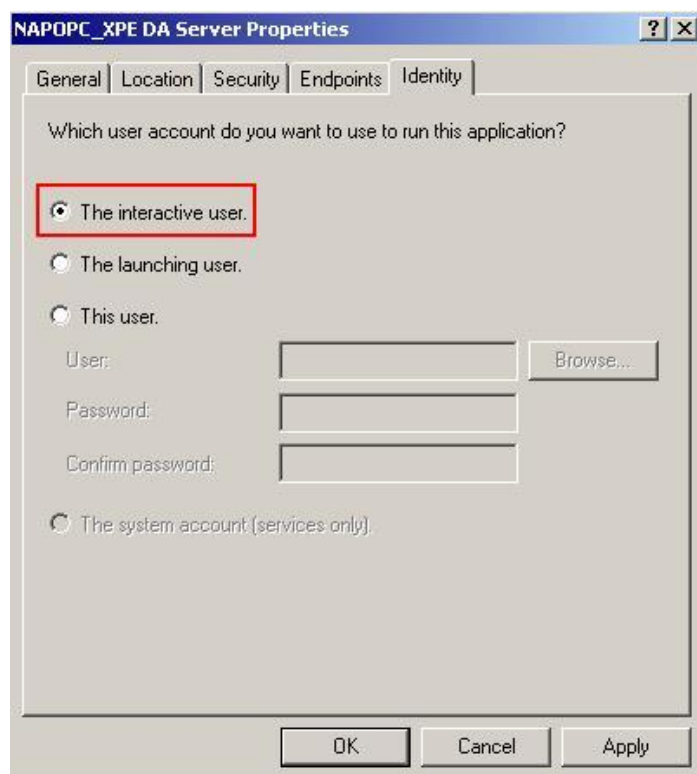 NAPOPC_XPE DA Server Properties
General Location Security Endpoints Identity
Which user account do you want to use to run this application?
The interactive user.
The launching user.
This user.
User: Browse...
Password:
Confirm password:
The system account (services only).
OK Cancel Apply